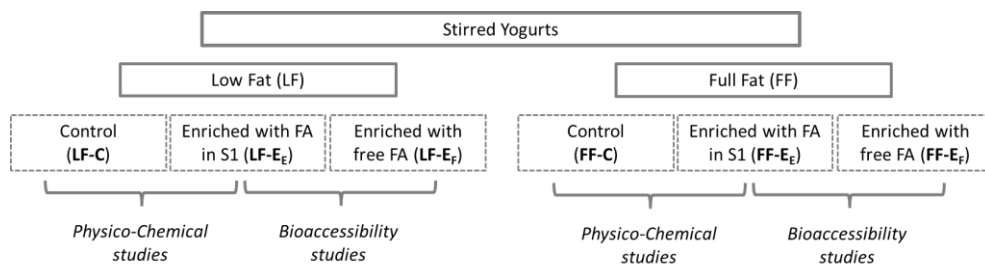 Stirred Yogurts
Low Fat (LF)
Full Fat (FF)
Control
(LF-C)
Enriched with FA
in S1 (LF-EE)
Enriched with
free FA (LF-EF)
Control
(FF-C)
Enriched with FA
in S1 (FF-EE)
Enriched with
free FA (FF-EF)
Physico-Chemical
studies
Bioaccessibility
studies
Physico-Chemical
studies
Bioaccessibility
studies